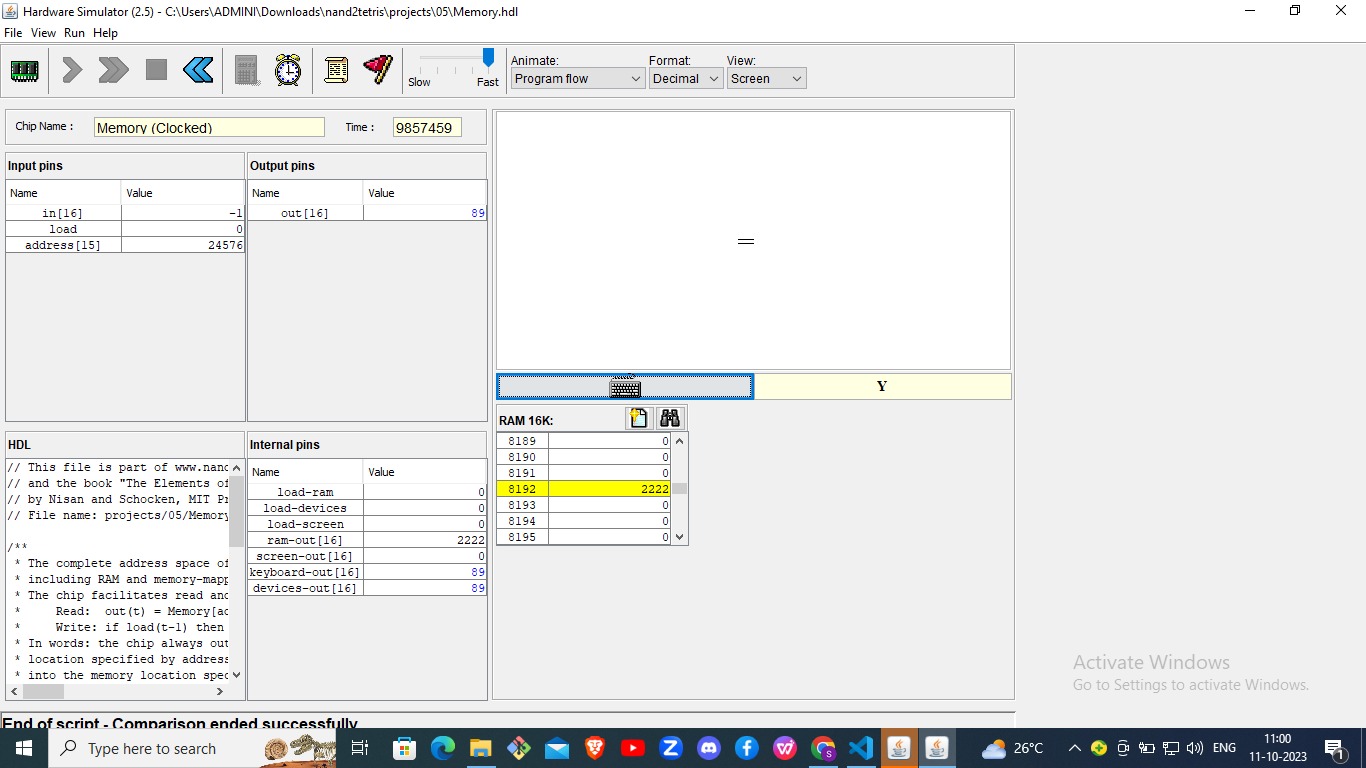 Hardware Simulator (2.5) - C:\Users\ADMINI\Downloads\nand2tetris\projects\05\Memory.hdl
File View Run Help
Slow Fast
Animate: Format: View:
Program flow Decimal Screen
Chip Name : Memory (Clocked) Time : 9857459
Input pins
Name Value
in[16] -1
load 0
address[15] 24576
Output pins
Name Value
out[16] 89
Y
RAM 16K:
8189 0
8190 0
8191 0
8192 2222
8193 0
8194 0
8195 0
HDL
// This file is part of www.nand
// and the book "The Elements of
// by Nisan and Schocken, MIT Pr
// File name: projects/05/Memory
/**
* The complete address space of
* including RAM and memory-mapp
* The chip facilitates read and
* Read: out(t) = Memory[ad
* Write: if load(t-1) then
* In words: the chip always out
* location specified by address
* into the memory location spec
Internal pins
Name Value
load-ram 0
load-devices 0
load-screen 0
ram-out[16] 2222
screen-out[16] 0
keyboard-out[16] 89
devices-out[16] 89
Activate Windows
Go to Settings to activate Windows.
End of script - Comparison ended successfully
Type here to search
26°C ENG 11:00
11-10-2023
1